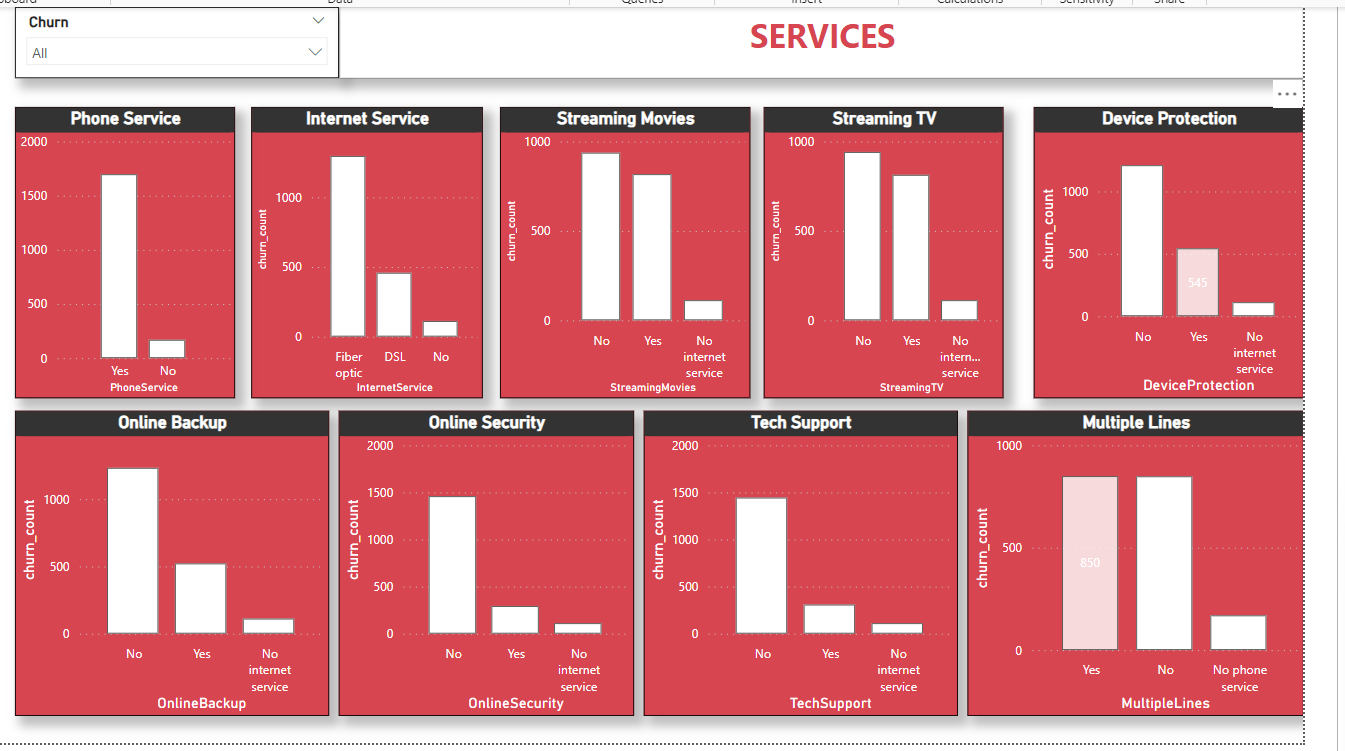 Data
Queries
Insert
Calculations
Sensitivity
Share
Churn
All
SERVICES
Phone Service
2000
1500
1000
500
0
Yes
No
PhoneService
Internet Service
churn_count
1000
500
0
Fiber
optic
DSL
No
InternetService
Streaming Movies
churn_count
1000
500
0
No
Yes
No
internet
service
StreamingMovies
Streaming TV
churn_count
1000
500
0
No
Yes
No
intern...
service
StreamingTV
Device Protection
churn_count
1000
500
0
545
No
Yes
No
internet
service
DeviceProtection
Online Backup
churn_count
1000
500
0
No
Yes
No
internet
service
OnlineBackup
Online Security
churn_count
2000
1500
1000
500
0
No
Yes
No
internet
service
OnlineSecurity
Tech Support
churn_count
2000
1500
1000
500
0
No
Yes
No
internet
service
TechSupport
Multiple Lines
churn_count
1000
500
0
850
Yes
No
No phone
service
MultipleLines